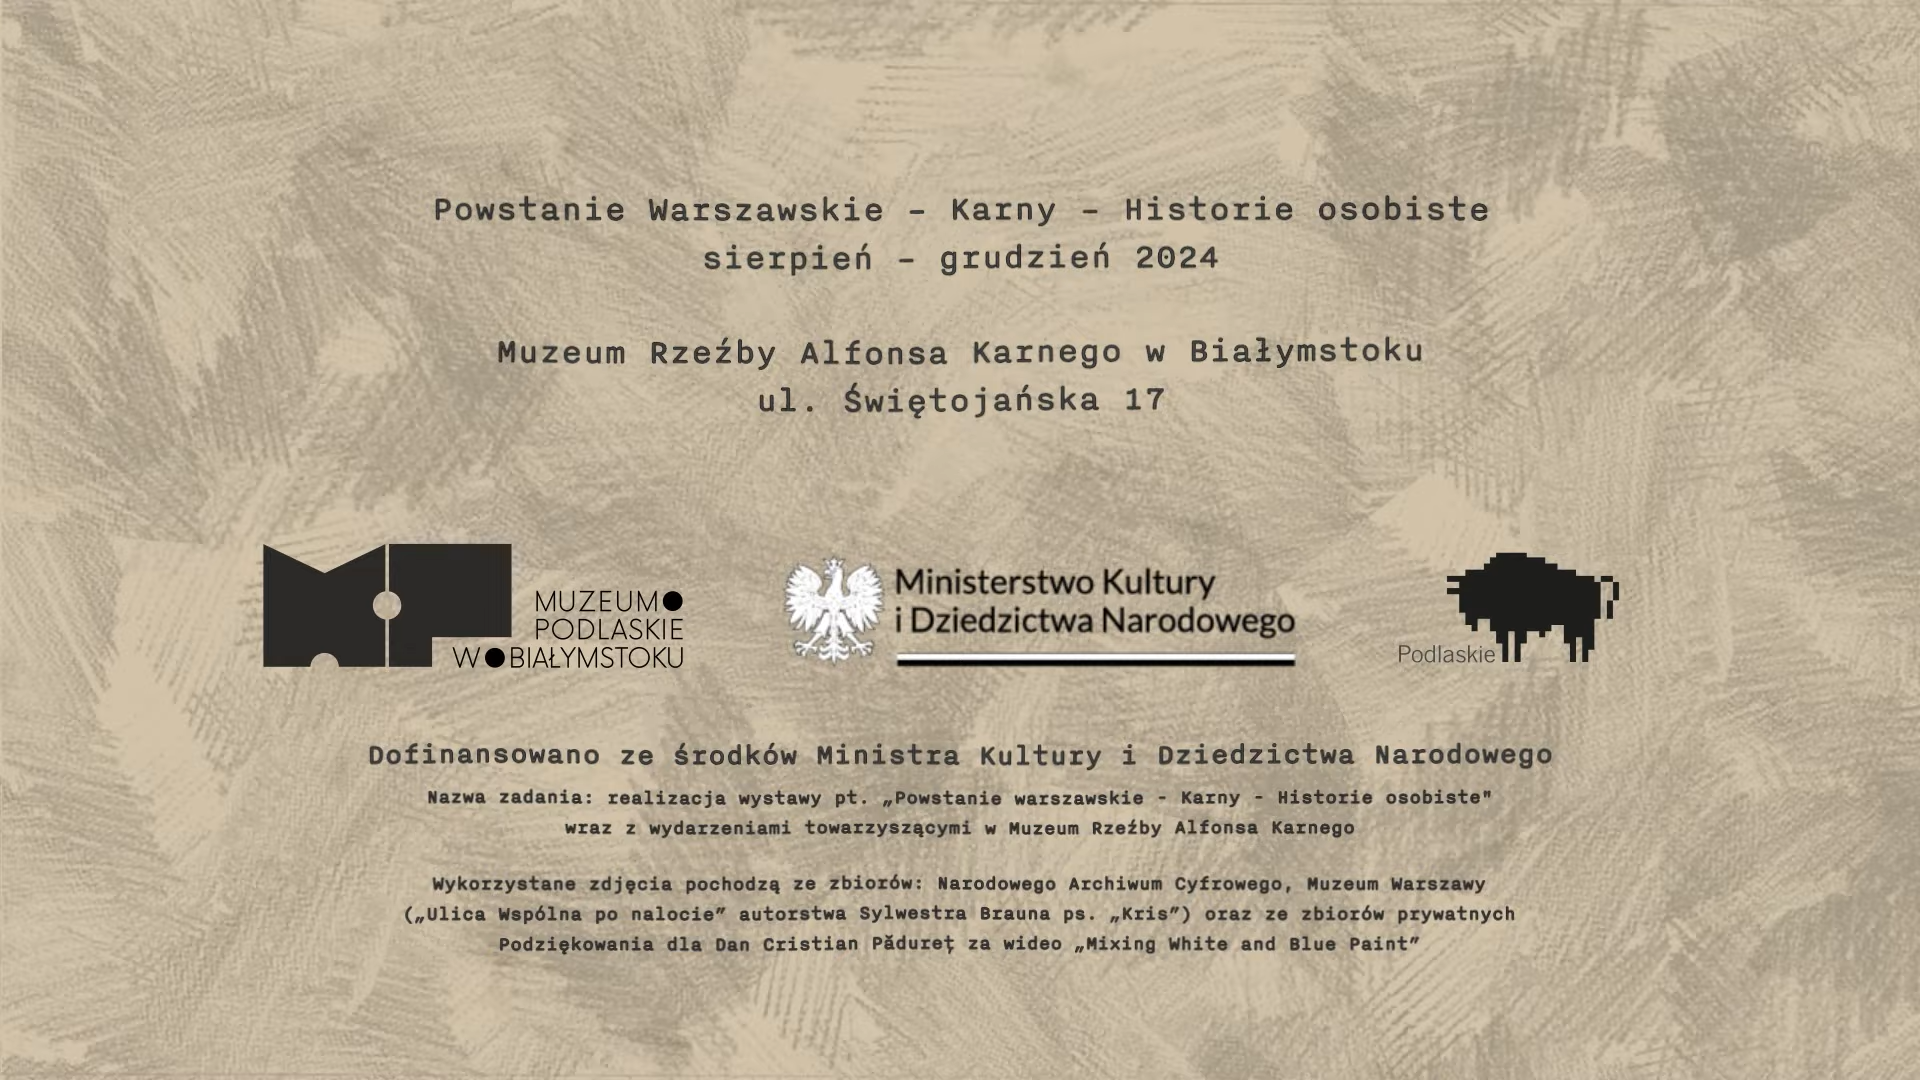 Powstanie Warszawskie – Karny – Historie osobiste
sierpień – grudzień 2024
Muzeum Rzeźby Alfonsa Karnego w Białymstoku
ul. Świętojańska 17
MUZEUM
PODLASKIE
W BIAŁYMSTOKU
Ministerstwo Kultury
i Dziedzictwa Narodowego
Podlaskie
Dofinansowano ze środków Ministra Kultury i Dziedzictwa Narodowego
Nazwa zadania: realizacja wystawy pt. „Powstanie warszawskie - Karny - Historie osobiste"
wraz z wydarzeniami towarzyszącymi w Muzeum Rzeźby Alfonsa Karnego
Wykorzystane zdjęcia pochodzą ze zbiorów: Narodowego Archiwum Cyfrowego, Muzeum Warszawy
(„Ulica Wspólna po nalocie” autorstwa Sylwestra Brauna ps. „Kris”) oraz ze zbiorów prywatnych
Podziękowania dla Dan Cristian Pădureț za wideo „Mixing White and Blue Paint”